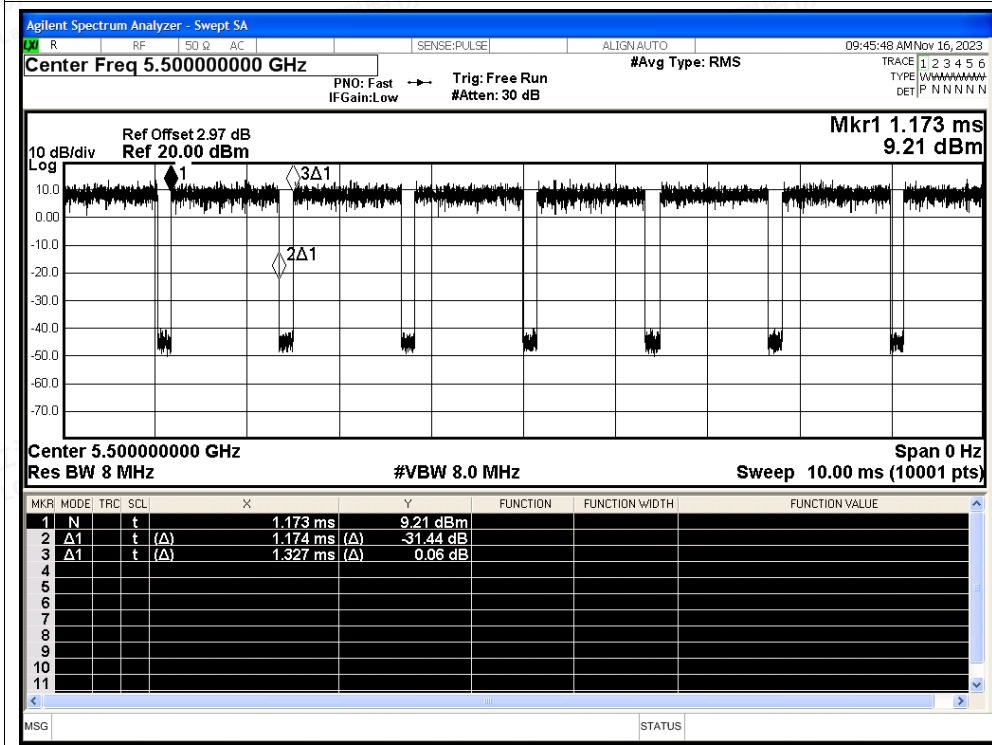 Agilent Spectrum Analyzer - Swept SA
LXI R RF 50 Ω AC SENSE:PULSE ALIGN AUTO 09:45:48 AM Nov 16, 2023
Center Freq 5.500000000 GHz #Avg Type: RMS TRACE 1 2 3 4 5 6
PNO: Fast Trig: Free Run TYPE
IFGain:Low #Atten: 30 dB DET P N N N N N
Mkr1 1.173 ms
Ref Offset 2.97 dB
10 dB/div Ref 20.00 dBm 9.21 dBm
Log
1 3Δ1
10.0
0.00
-10.0
2Δ1
-20.0
-30.0
-40.0
-50.0
-60.0
-70.0
Center 5.500000000 GHz Span 0 Hz
Res BW 8 MHz #VBW 8.0 MHz Sweep 10.00 ms (10001 pts)
MKR MODE TRC SCL X Y FUNCTION FUNCTION WIDTH FUNCTION VALUE
1 N t 1.173 ms 9.21 dBm
2 Δ1 t (Δ) 1.174 ms (Δ) -31.44 dB
3 Δ1 t (Δ) 1.327 ms (Δ) 0.06 dB
4
5
6
7
8
9
10
11
MSG STATUS